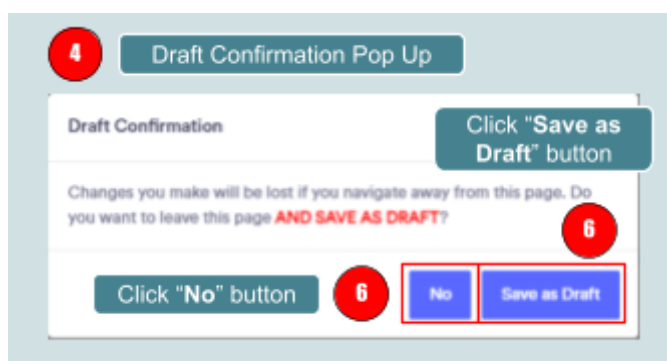 4
Draft Confirmation Pop Up
Draft Confirmation
Click “Save as
Draft” button
Changes you make will be lost if you navigate away from this page. Do
you want to leave this page AND SAVE AS DRAFT?
6
Click “No” button
6
No
Save as Draft